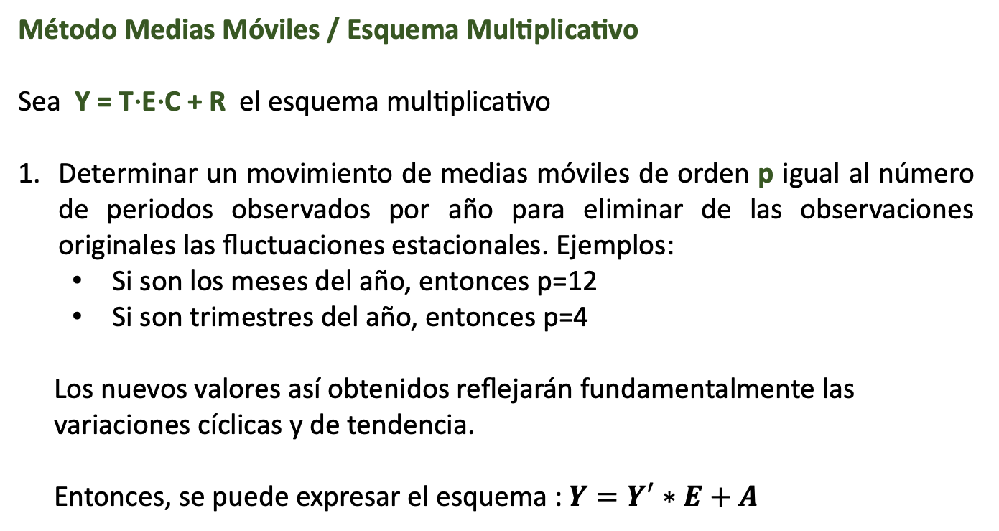 Método Medias Móviles / Esquema Multiplicativo
Sea Y = T·E·C + R el esquema multiplicativo
1. Determinar un movimiento de medias móviles de orden p igual al número
de periodos observados por año para eliminar de las observaciones
originales las fluctuaciones estacionales. Ejemplos:
• Si son los meses del año, entonces p=12
• Si son trimestres del año, entonces p=4
Los nuevos valores así obtenidos reflejarán fundamentalmente las
variaciones cíclicas y de tendencia.
Entonces, se puede expresar el esquema : Y = Y′ ∗ E + A